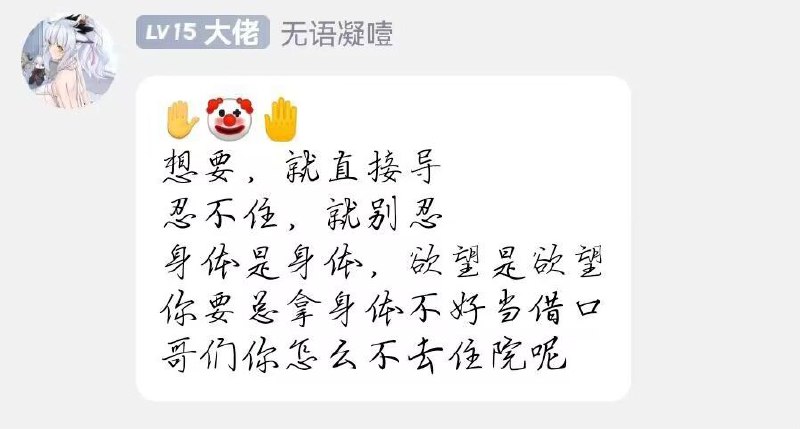 LV15 大佬 无语凝噎
✋🤡🤚
想要，就直接导
忍不住，就别忍
身体是身体，欲望是欲望
你要总拿身体不好当借口
哥们你怎么不去住院呢